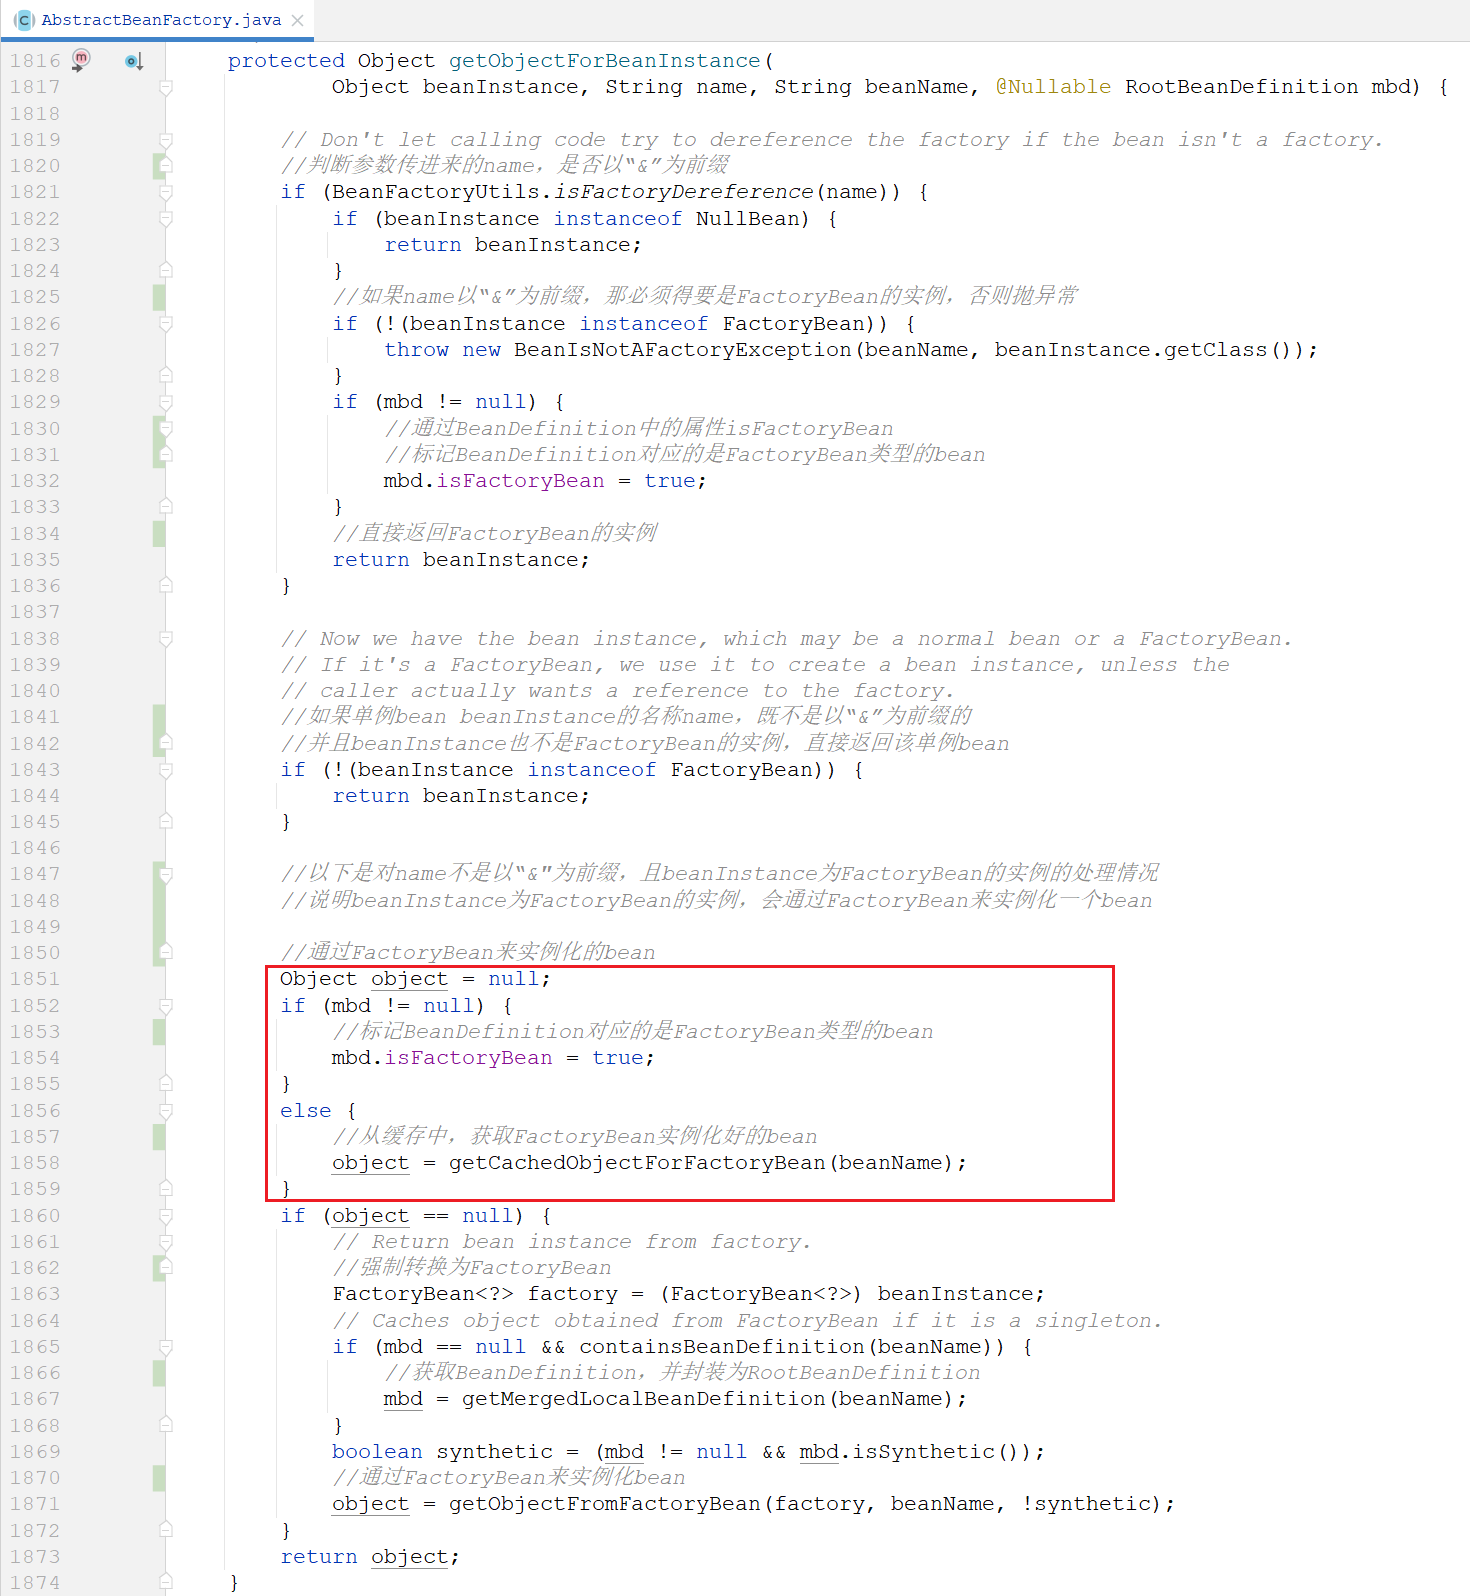 AbstractBeanFactory.java
1816 protected Object getObjectForBeanInstance(
1817 Object beanInstance, String name, String beanName, @Nullable RootBeanDefinition mbd) {
1818
1819 // Don't let calling code try to dereference the factory if the bean isn't a factory.
1820 //判断参数传进来的name，是否以“&”为前缀
1821 if (BeanFactoryUtils.isFactoryDereference(name)) {
1822 if (beanInstance instanceof NullBean) {
1823 return beanInstance;
1824 }
1825 //如果name以“&”为前缀，那必须得要是FactoryBean的实例，否则抛异常
1826 if (!(beanInstance instanceof FactoryBean)) {
1827 throw new BeanIsNotAFactoryException(beanName, beanInstance.getClass());
1828 }
1829 if (mbd != null) {
1830 //通过BeanDefinition中的属性isFactoryBean
1831 //标记BeanDefinition对应的是FactoryBean类型的bean
1832 mbd.isFactoryBean = true;
1833 }
1834 //直接返回FactoryBean的实例
1835 return beanInstance;
1836 }
1837
1838 // Now we have the bean instance, which may be a normal bean or a FactoryBean.
1839 // If it's a FactoryBean, we use it to create a bean instance, unless the
1840 // caller actually wants a reference to the factory.
1841 //如果单例bean beanInstance的名称name，既不是以“&”为前缀的
1842 //并且beanInstance也不是FactoryBean的实例，直接返回该单例bean
1843 if (!(beanInstance instanceof FactoryBean)) {
1844 return beanInstance;
1845 }
1846
1847 //以下是对name不是以“&"为前缀，且beanInstance为FactoryBean的实例的处理情况
1848 //说明beanInstance为FactoryBean的实例，会通过FactoryBean来实例化一个bean
1849
1850 //通过FactoryBean来实例化的bean
1851 Object object = null;
1852 if (mbd != null) {
1853 //标记BeanDefinition对应的是FactoryBean类型的bean
1854 mbd.isFactoryBean = true;
1855 }
1856 else {
1857 //从缓存中，获取FactoryBean实例化好的bean
1858 object = getCachedObjectForFactoryBean(beanName);
1859 }
1860 if (object == null) {
1861 // Return bean instance from factory.
1862 //强制转换为FactoryBean
1863 FactoryBean<?> factory = (FactoryBean<?>) beanInstance;
1864 // Caches object obtained from FactoryBean if it is a singleton.
1865 if (mbd == null && containsBeanDefinition(beanName)) {
1866 //获取BeanDefinition，并封装为RootBeanDefinition
1867 mbd = getMergedLocalBeanDefinition(beanName);
1868 }
1869 boolean synthetic = (mbd != null && mbd.isSynthetic());
1870 //通过FactoryBean来实例化bean
1871 object = getObjectFromFactoryBean(factory, beanName, !synthetic);
1872 }
1873 return object;
1874 }